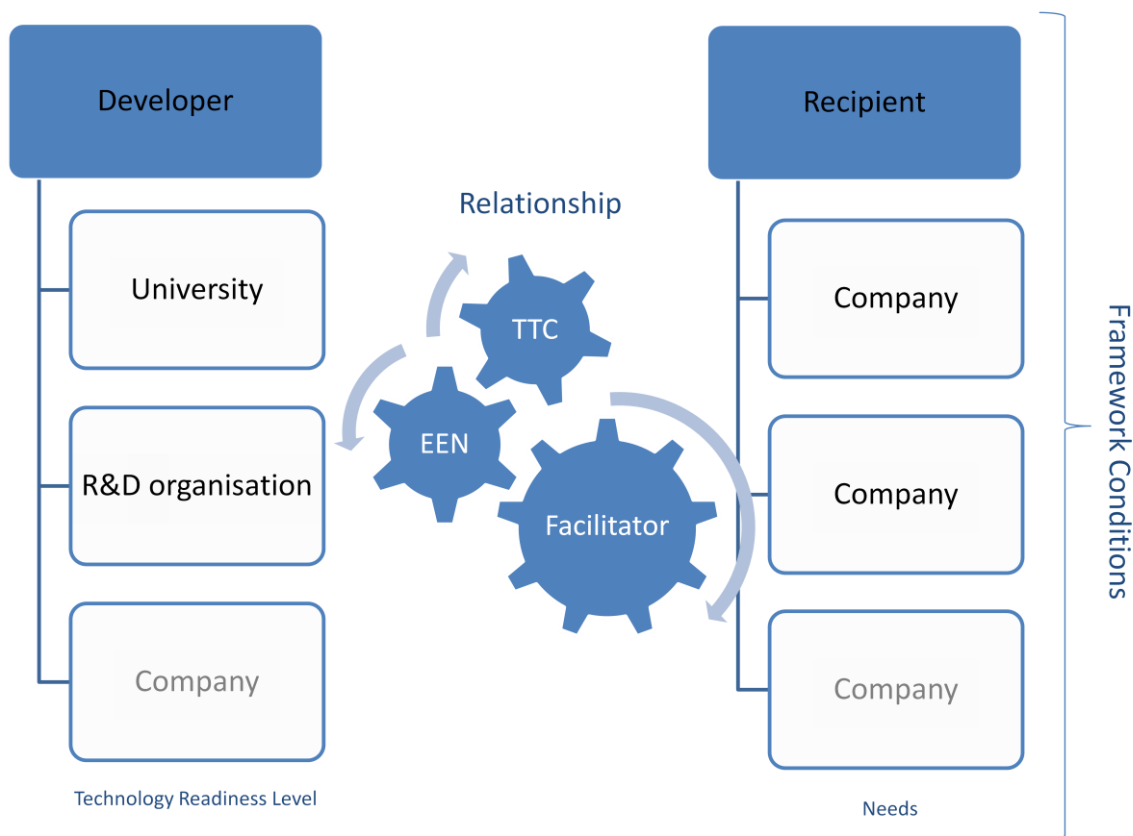 Developer
University
R&D organisation
Company
Technology Readiness Level
Relationship
TTC
EEN
Facilitator
Recipient
Company
Company
Company
Needs
Framework Conditions